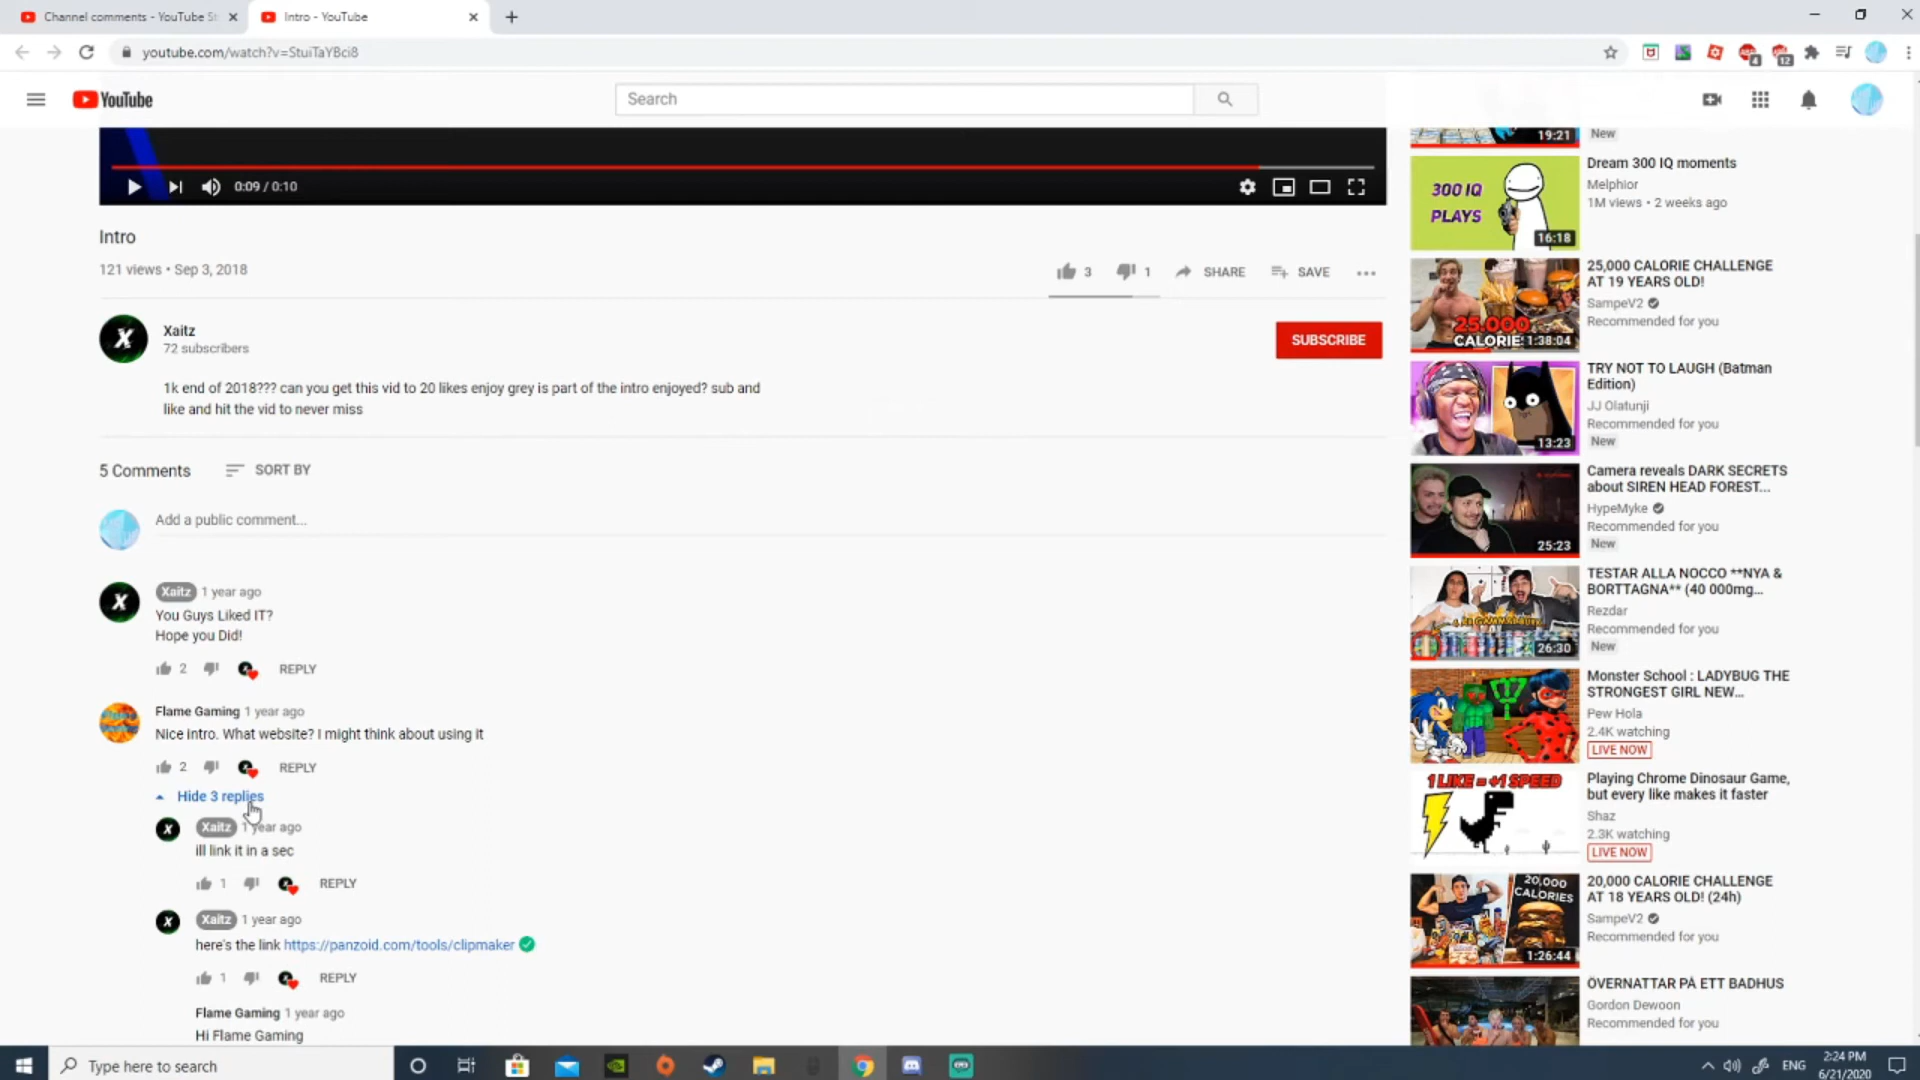 Channel comments - YouTube St
Intro - YouTube
youtube.com/watch?v=StuiTaYBci8
4
12
YouTube
Search
0:09 / 0:10
Intro
121 views • Sep 3, 2018
3
1
SHARE
SAVE
Xaitz
72 subscribers
SUBSCRIBE
1k end of 2018??? can you get this vid to 20 likes enjoy grey is part of the intro enjoyed? sub and
like and hit the vid to never miss
5 Comments
SORT BY
Add a public comment...
Xaitz 1 year ago
You Guys Liked IT?
Hope you Did!
2
REPLY
Flame Gaming 1 year ago
Nice intro. What website? I might think about using it
2
REPLY
Hide 3 replies
Xaitz 1 year ago
ill link it in a sec
1
REPLY
Xaitz 1 year ago
here's the link https://panzoid.com/tools/clipmaker
1
REPLY
Flame Gaming 1 year ago
Hi Flame Gaming
19:21
New
300 IQ
PLAYS
16:18
Dream 300 IQ moments
Melphior
1M views • 2 weeks ago
25.000
CALORIE
1:38:04
25,000 CALORIE CHALLENGE
AT 19 YEARS OLD!
SampeV2
Recommended for you
13:23
TRY NOT TO LAUGH (Batman
Edition)
JJ Olatunji
Recommended for you
New
25:23
Camera reveals DARK SECRETS
about SIREN HEAD FOREST...
HypeMyke
Recommended for you
New
26:30
TESTAR ALLA NOCCO **NYA &
BORTTAGNA** (40 000mg...
Rezdar
Recommended for you
New
Monster School : LADYBUG THE
STRONGEST GIRL NEW...
Pew Hola
2.4K watching
LIVE NOW
1 LIKE = +1 SPEED
Playing Chrome Dinosaur Game,
but every like makes it faster
Shaz
2.3K watching
LIVE NOW
20,000
CALORIES
1:26:44
20,000 CALORIE CHALLENGE
AT 18 YEARS OLD! (24h)
SampeV2
Recommended for you
ÖVERNATTAR PÅ ETT BADHUS
Gordon Dewoon
Recommended for you
Type here to search
ENG
2:24 PM
6/21/2020